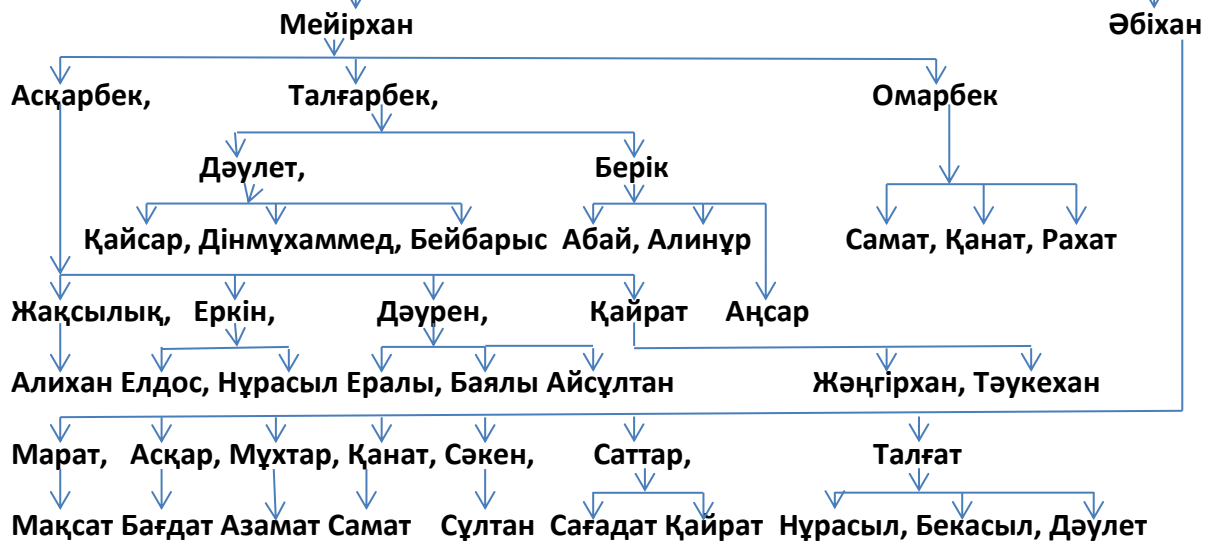 Мейірхан Әбіхан
Асқарбек, Талғарбек, Омарбек
Дәулет, Берік
Қайсар, Дінмұхаммед, Бейбарыс Абай, Алинұр Самат, Қанат, Рахат
Жақсылық, Еркін, Дәурен, Қайрат Аңсар
Алихан Елдос, Нұрасыл Ералы, Баялы Айсұлтан Жәңгірхан, Тәукехан
Марат, Асқар, Мұхтар, Қанат, Сәкен, Саттар, Талғат
Мақсат Бағдат Азамат Самат Сұлтан Сағадат Қайрат Нұрасыл, Бекасыл, Дәулет